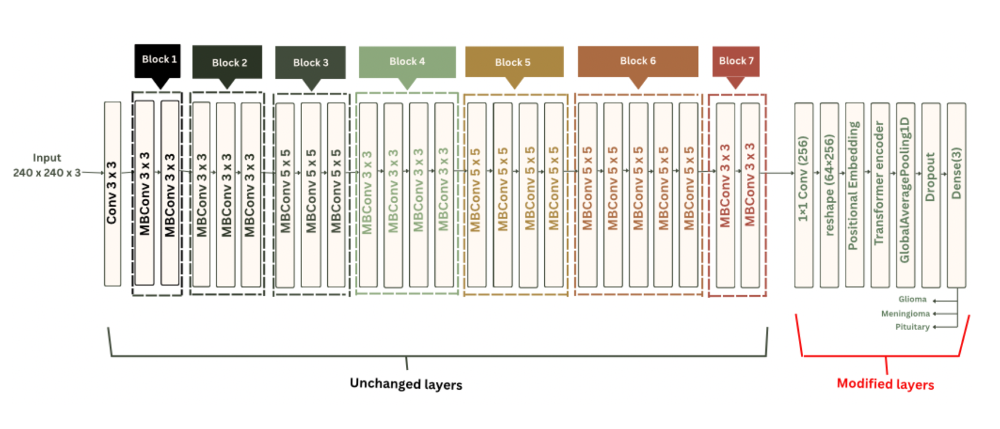 Block 1
Block 2
Block 3
Block 4
Block 5
Block 6
Block 7
Input
240 x 240 x 3
Conv 3 x 3
MBConv 3 x 3
MBConv 3 x 3
MBConv 3 x 3
MBConv 3 x 3
MBConv 3 x 3
MBConv 5 x 5
MBConv 5 x 5
MBConv 5 x 5
MBConv 3 x 3
MBConv 3 x 3
MBConv 3 x 3
MBConv 3 x 3
MBConv 5 x 5
MBConv 5 x 5
MBConv 5 x 5
MBConv 5 x 5
MBConv 5 x 5
MBConv 5 x 5
MBConv 5 x 5
MBConv 5 x 5
MBConv 5 x 5
MBConv 3 x 3
MBConv 3 x 3
1×1 Conv (256)
reshape (64×256)
Positional Embedding
Transformer encoder
GlobalAveragePooling1D
Dropout
Dense(3)
Glioma
Meningioma
Pituitary
Unchanged layers
Modified layers